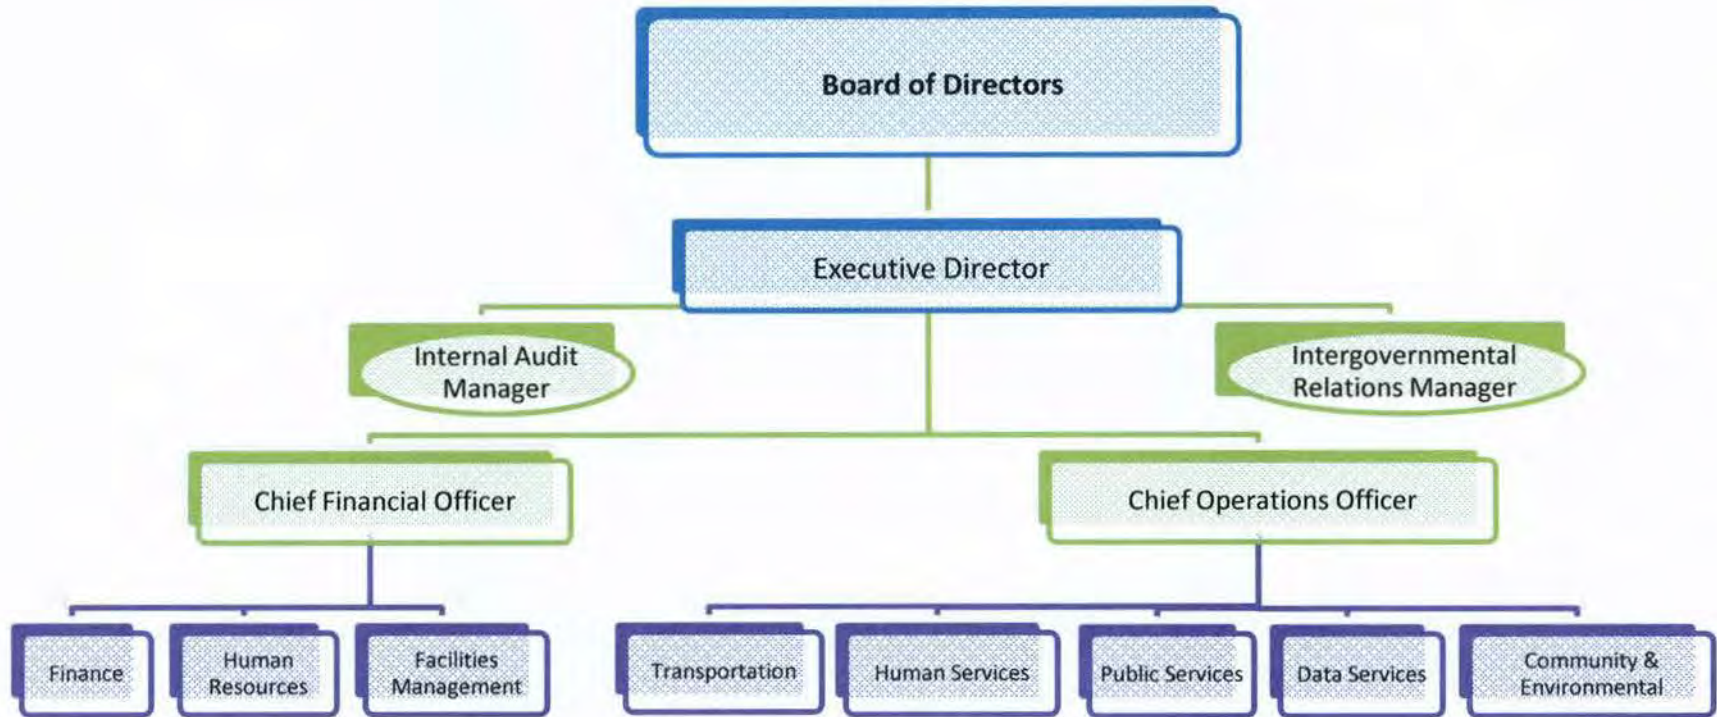 Board of Directors
Executive Director
Internal Audit
Manager
Intergovernmental
Relations Manager
Chief Financial Officer
Chief Operations Officer
Finance
Human
Resources
Facilities
Management
Transportation
Human Services
Public Services
Data Services
Community &
Environmental